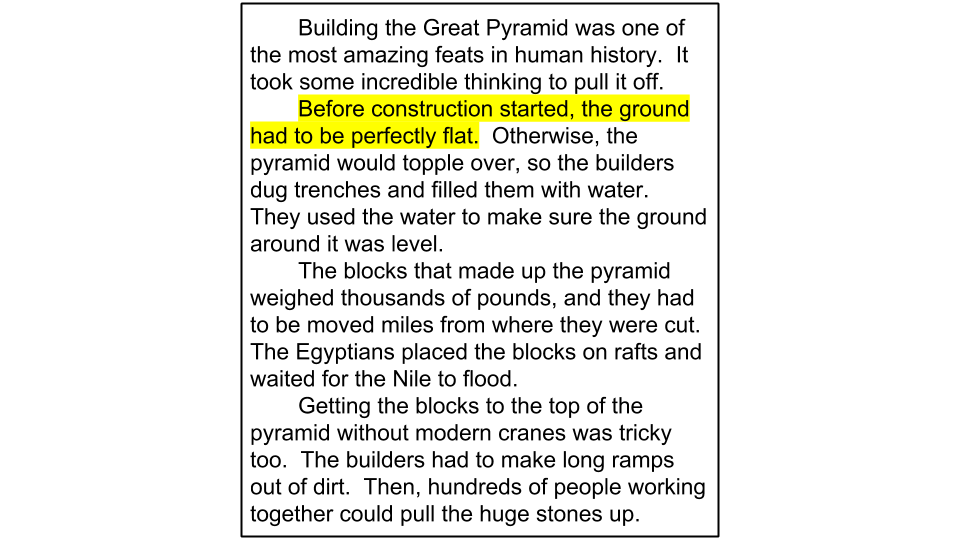 Building the Great Pyramid was one of
the most amazing feats in human history.  It
took some incredible thinking to pull it off.
Before construction started, the ground
had to be perfectly flat.  Otherwise, the
pyramid would topple over, so the builders
dug trenches and filled them with water.
They used the water to make sure the ground
around it was level.
The blocks that made up the pyramid
weighed thousands of pounds, and they had
to be moved miles from where they were cut.
The Egyptians placed the blocks on rafts and
waited for the Nile to flood.
Getting the blocks to the top of the
pyramid without modern cranes was tricky
too.  The builders had to make long ramps
out of dirt.  Then, hundreds of people working
together could pull the huge stones up.